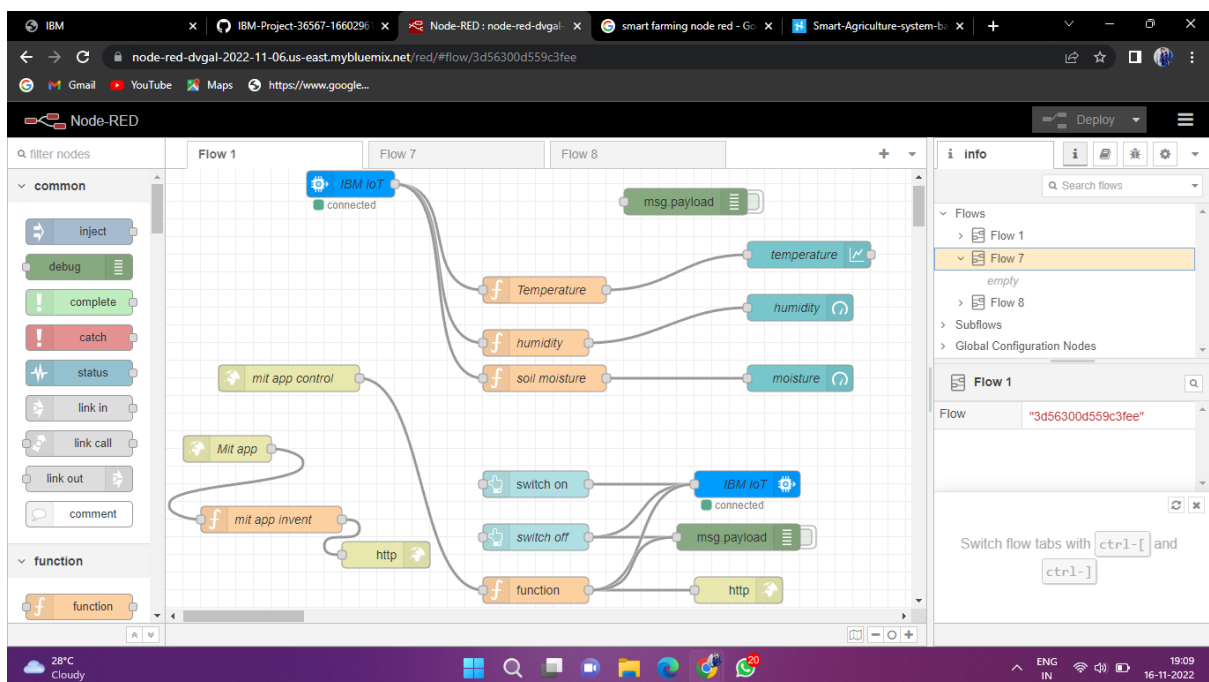 IBM
IBM-Project-36567-1660296
Node-RED : node-red-dvgal-
smart farming node red - Go
Smart-Agriculture-system-ba
node-red-dvgal-2022-11-06.us-east.mybluemix.net/red/#flow/3d56300d559c3fee
Gmail YouTube Maps https://www.google...
Node-RED
Deploy
filter nodes
Flow 1 Flow 7 Flow 8
i info
common
IBM IoT
connected
msg.payload
Search flows
inject
debug
complete
catch
status
link in
link call
link out
comment
function
function
temperature
Temperature
humidity
humidity
mit app control
soil moisture
moisture
Mit app
switch on
IBM IoT
connected
mit app invent
switch off
msg.payload
http
function
http
Flows
Flow 1
Flow 7
empty
Flow 8
Subflows
Global Configuration Nodes
Flow 1
Flow "3d56300d559c3fee"
Switch flow tabs with ctrl-[ and
ctrl-]
28°C
Cloudy
20
ENG
IN
19:09
16-11-2022